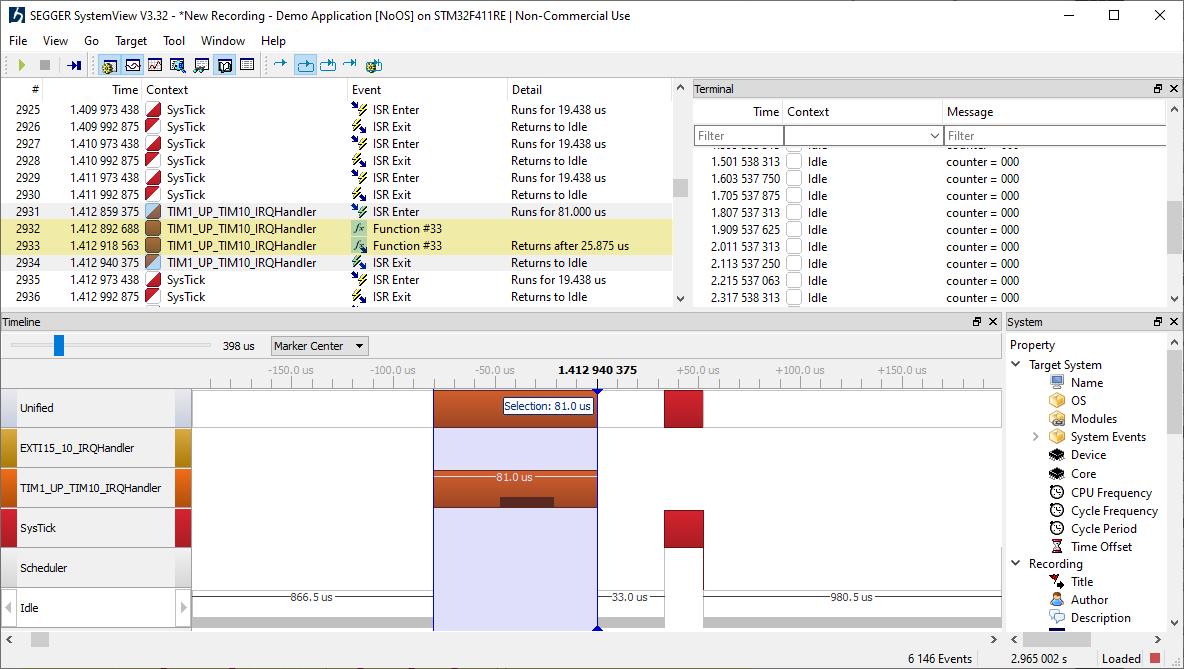 SEGGER SystemView V3.32 - *New Recording - Demo Application [NoOS] on STM32F411RE | Non-Commercial Use
File View Go Target Tool Window Help
# Time Context Event Detail
2925 1.409 973 438 SysTick ISR Enter Runs for 19.438 us
2926 1.409 992 875 SysTick ISR Exit Returns to Idle
2927 1.410 973 438 SysTick ISR Enter Runs for 19.438 us
2928 1.410 992 875 SysTick ISR Exit Returns to Idle
2929 1.411 973 438 SysTick ISR Enter Runs for 19.438 us
2930 1.411 992 875 SysTick ISR Exit Returns to Idle
2931 1.412 859 375 TIM1_UP_TIM10_IRQHandler ISR Enter Runs for 81.000 us
2932 1.412 892 688 TIM1_UP_TIM10_IRQHandler Function #33
2933 1.412 918 563 TIM1_UP_TIM10_IRQHandler Function #33 Returns after 25.875 us
2934 1.412 940 375 TIM1_UP_TIM10_IRQHandler ISR Exit Returns to Idle
2935 1.412 973 438 SysTick ISR Enter Runs for 19.438 us
2936 1.412 992 875 SysTick ISR Exit Returns to Idle
Terminal
Time Context Message
Filter Filter
1.501 538 313 Idle counter = 000
1.603 537 750 Idle counter = 000
1.705 537 875 Idle counter = 000
1.807 537 313 Idle counter = 000
1.909 537 625 Idle counter = 000
2.011 537 313 Idle counter = 000
2.113 537 250 Idle counter = 000
2.215 537 063 Idle counter = 000
2.317 538 313 Idle counter = 000
Timeline
398 us Marker Center
-150.0 us -100.0 us -50.0 us 1.412 940 375 +50.0 us +100.0 us +150.0 us
Unified Selection: 81.0 us
EXTI15_10_IRQHandler
TIM1_UP_TIM10_IRQHandler 81.0 us
SysTick
Scheduler
Idle 866.5 us 33.0 us 980.5 us
System
Property
Target System
Name
OS
Modules
System Events
Device
Core
CPU Frequency
Cycle Frequency
Cycle Period
Time Offset
Recording
Title
Author
Description
6 146 Events 2.965 002 s Loaded